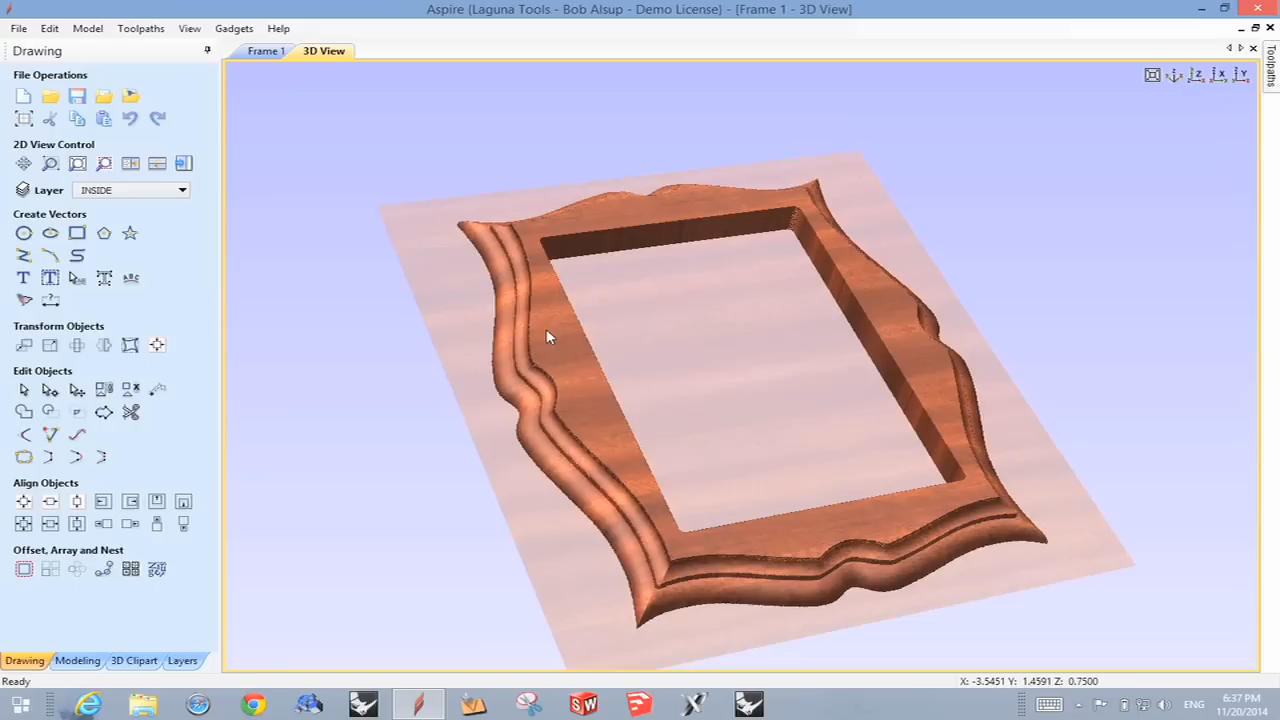 Aspire (Laguna Tools - Bob Alsup - Demo License) - [Frame 1 - 3D View]
File Edit Model Toolpaths View Gadgets Help
Drawing
Frame 1 3D View
Toolpaths
File Operations
2D View Control
Layer INSIDE
Create Vectors
Transform Objects
Edit Objects
Align Objects
Offset, Array and Nest
Drawing Modeling 3D Clipart Layers
Ready
X: -3.5451 Y: 1.4591 Z: 0.7500
ENG
6:37 PM
11/20/2014